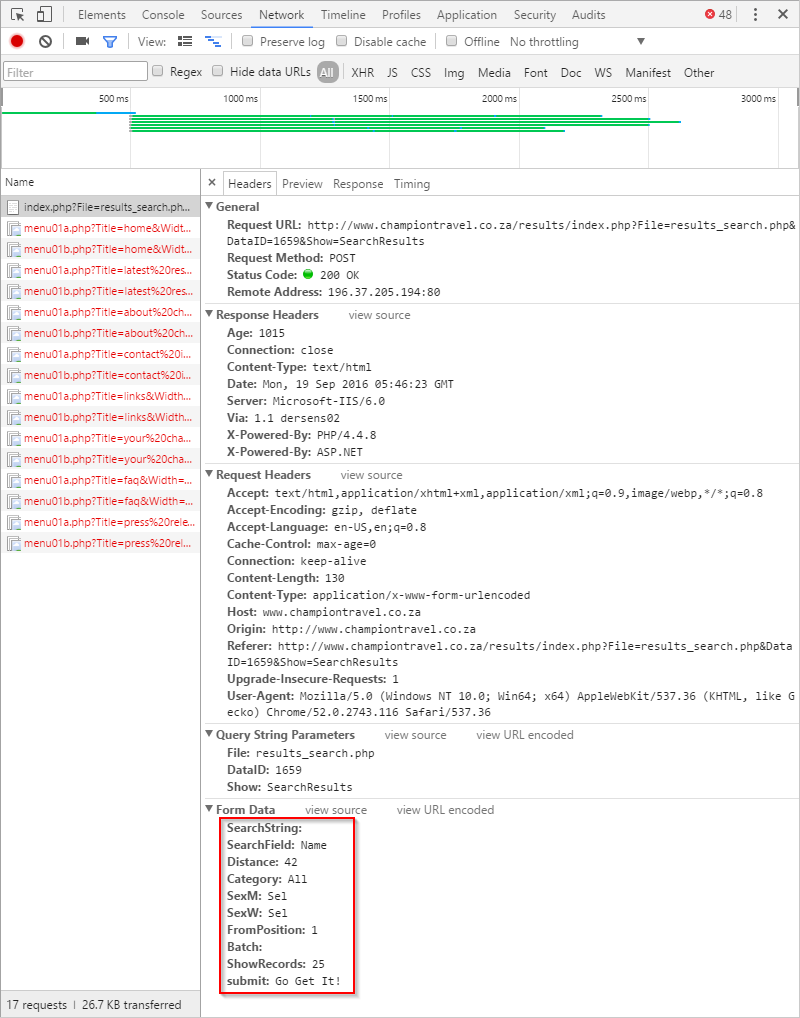 Elements Console Sources Network Timeline Profiles Application Security Audits 48
View: Preserve log Disable cache Offline No throttling
Filter Regex Hide data URLs All XHR JS CSS Img Media Font Doc WS Manifest Other
500 ms 1000 ms 1500 ms 2000 ms 2500 ms 3000 ms
Name
index.php?File=results_search.ph...
menu01a.php?Title=home&Widt...
menu01b.php?Title=home&Widt...
menu01a.php?Title=latest%20res...
menu01b.php?Title=latest%20res...
menu01a.php?Title=about%20ch...
menu01b.php?Title=about%20ch...
menu01a.php?Title=contact%20i...
menu01b.php?Title=contact%20i...
menu01a.php?Title=links&Width...
menu01b.php?Title=links&Width...
menu01a.php?Title=your%20cha...
menu01b.php?Title=your%20cha...
menu01a.php?Title=faq&Width=...
menu01b.php?Title=faq&Width=...
menu01a.php?Title=press%20rele...
menu01b.php?Title=press%20rel...
17 requests | 26.7 KB transferred
Headers Preview Response Timing
General
Request URL: http://www.championtravel.co.za/results/index.php?File=results_search.php&
DataID=1659&Show=SearchResults
Request Method: POST
Status Code: 200 OK
Remote Address: 196.37.205.194:80
Response Headers view source
Age: 1015
Connection: close
Content-Type: text/html
Date: Mon, 19 Sep 2016 05:46:23 GMT
Server: Microsoft-IIS/6.0
Via: 1.1 dersens02
X-Powered-By: PHP/4.4.8
X-Powered-By: ASP.NET
Request Headers view source
Accept: text/html,application/xhtml+xml,application/xml;q=0.9,image/webp,*/*;q=0.8
Accept-Encoding: gzip, deflate
Accept-Language: en-US,en;q=0.8
Cache-Control: max-age=0
Connection: keep-alive
Content-Length: 130
Content-Type: application/x-www-form-urlencoded
Host: www.championtravel.co.za
Origin: http://www.championtravel.co.za
Referer: http://www.championtravel.co.za/results/index.php?File=results_search.php&Data
ID=1659&Show=SearchResults
Upgrade-Insecure-Requests: 1
User-Agent: Mozilla/5.0 (Windows NT 10.0; Win64; x64) AppleWebKit/537.36 (KHTML, like G
ecko) Chrome/52.0.2743.116 Safari/537.36
Query String Parameters view source view URL encoded
File: results_search.php
DataID: 1659
Show: SearchResults
Form Data view source view URL encoded
SearchString:
SearchField: Name
Distance: 42
Category: All
SexM: Sel
SexW: Sel
FromPosition: 1
Batch:
ShowRecords: 25
submit: Go Get It!